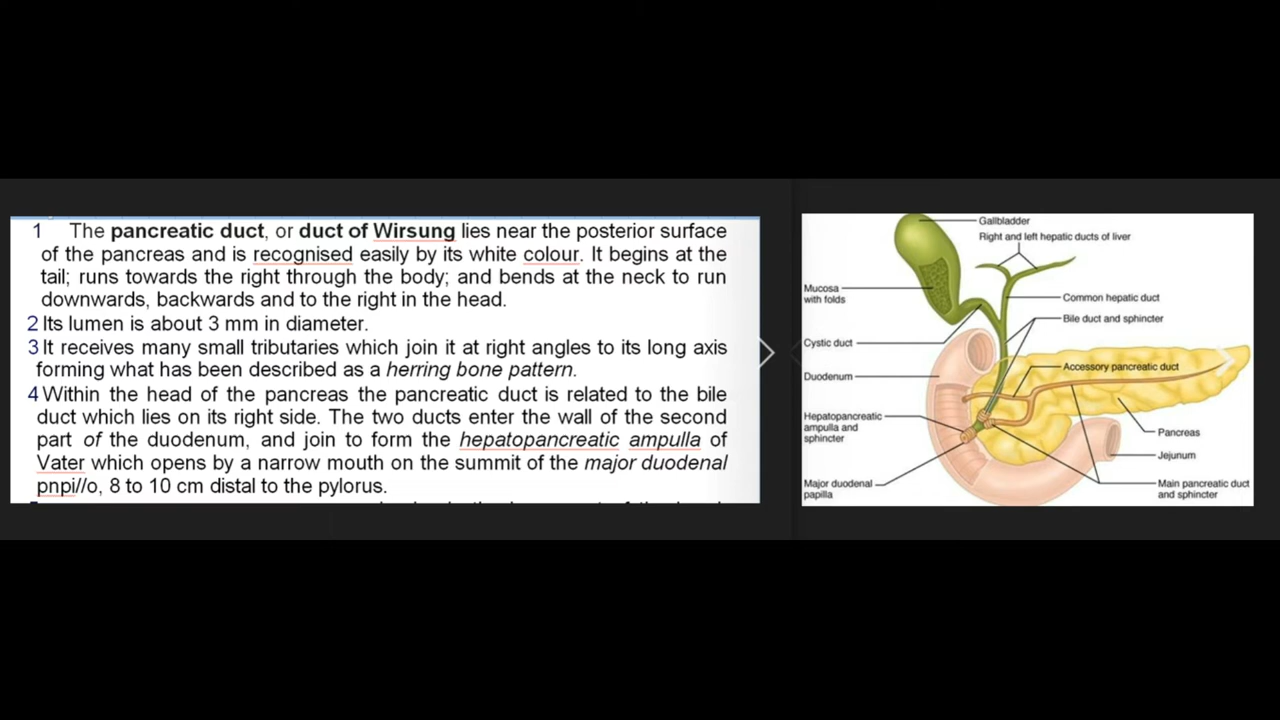 1 The pancreatic duct, or duct of Wirsung lies near the posterior surface
of the pancreas and is recognised easily by its white colour. It begins at the
tail; runs towards the right through the body; and bends at the neck to run
downwards, backwards and to the right in the head.
2 Its lumen is about 3 mm in diameter.
3 It receives many small tributaries which join it at right angles to its long axis
forming what has been described as a herring bone pattern.
4 Within the head of the pancreas the pancreatic duct is related to the bile
duct which lies on its right side. The two ducts enter the wall of the second
part of the duodenum, and join to form the hepatopancreatic ampulla of
Vater which opens by a narrow mouth on the summit of the major duodenal
pnpi//o, 8 to 10 cm distal to the pylorus.
Gallbladder
Right and left hepatic ducts of liver
Mucosa
with folds
Common hepatic duct
Bile duct and sphincter
Cystic duct
Accessory pancreatic duct
Duodenum
Hepatopancreatic
ampulla and
sphincter
Pancreas
Jejunum
Major duodenal
papilla
Main pancreatic duct
and sphincter